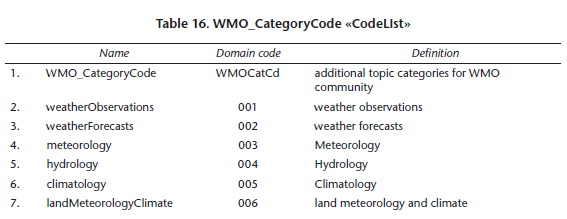 Table 16. WMO_CategoryCode «CodeLIst»
Name Domain code Definition
1. WMO_CategoryCode WMOCatCd additional topic categories for WMO
community
2. weatherObservations 001 weather observations
3. weatherForecasts 002 weather forecasts
4. meteorology 003 Meteorology
5. hydrology 004 Hydrology
6. climatology 005 Climatology
7. landMeteorologyClimate 006 land meteorology and climate